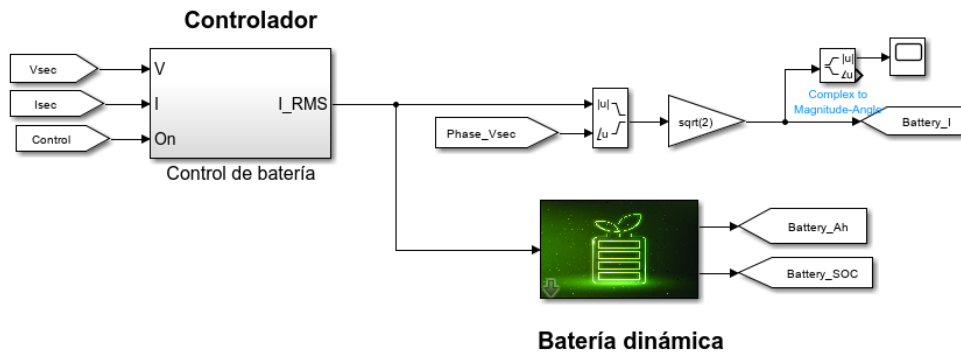 Controlador
Vsec
Isec
Control
V
I
On
I_RMS
Control de batería
Phase_Vsec
|u|
∠u
sqrt(2)
|u|
∠u
Complex to
Magnitude-Angle
Battery_I
Battery_Ah
Battery_SOC
Batería dinámica